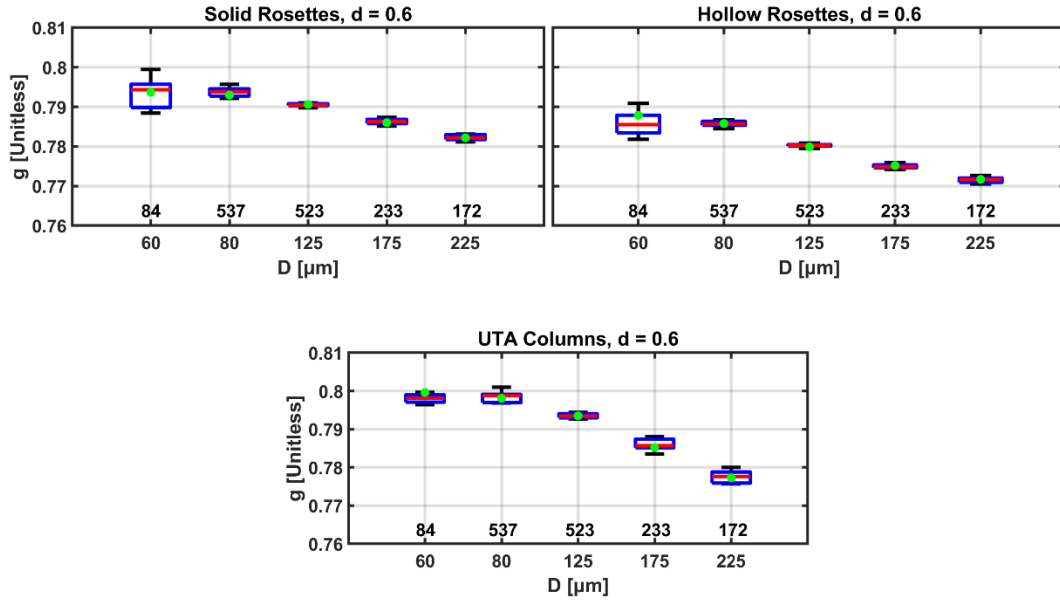 Solid Rosettes, d = 0.6
0.81
0.8
0.79
0.78
0.77
0.76
g [Unitless]
84 537 523 233 172
60 80 125 175 225
D [µm]
Hollow Rosettes, d = 0.6
84 537 523 233 172
60 80 125 175 225
D [µm]
UTA Columns, d = 0.6
0.81
0.8
0.79
0.78
0.77
0.76
g [Unitless]
84 537 523 233 172
60 80 125 175 225
D [µm]